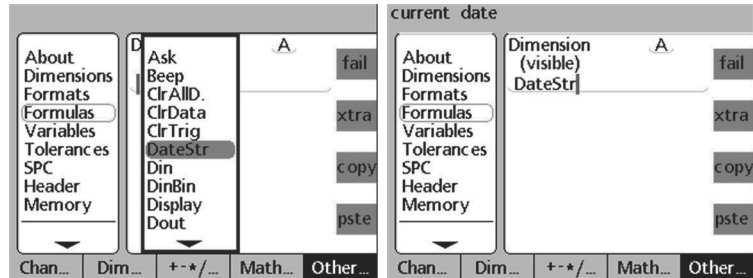 About
Dimensions
Formats
Formulas
Variables
Tolerances
SPC
Header
Memory
D
A
Ask
Beep
ClrAllD.
ClrData
ClrTrig
DateStr
Din
DinBin
Display
Dout
fail
xtra
copy
pste
Chan... Dim... +-*/... Math... Other...
current date
About
Dimensions
Formats
Formulas
Variables
Tolerances
SPC
Header
Memory
Dimension A
(visible)
DateStr
fail
xtra
copy
pste
Chan... Dim... +-*/... Math... Other...